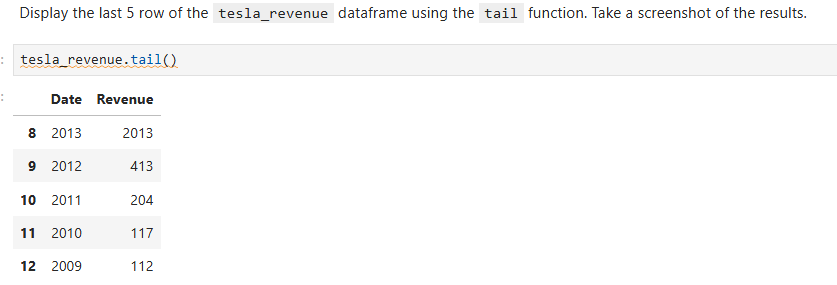 Display the last 5 row of the tesla_revenue dataframe using the tail function. Take a screenshot of the results.
: tesla_revenue.tail()
: Date Revenue
8 2013 2013
9 2012 413
10 2011 204
11 2010 117
12 2009 112